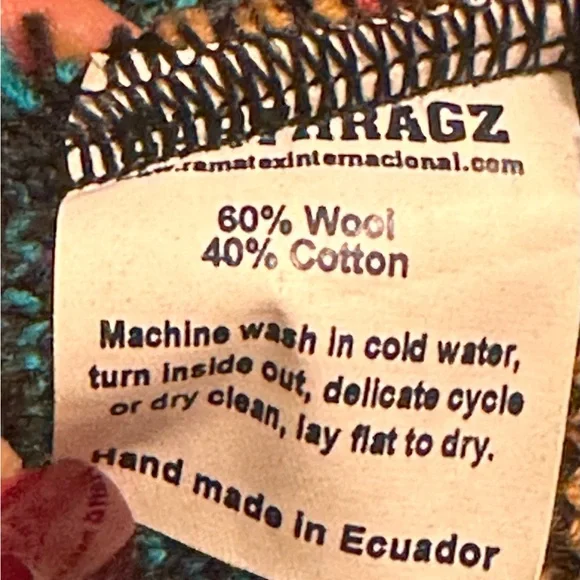 .ramatexinternacional.com
60% Wool
40% Cotton
Machine wash in cold water,
turn inside out, delicate cycle
or dry clean, lay flat to dry.
Hand made in Ecuador